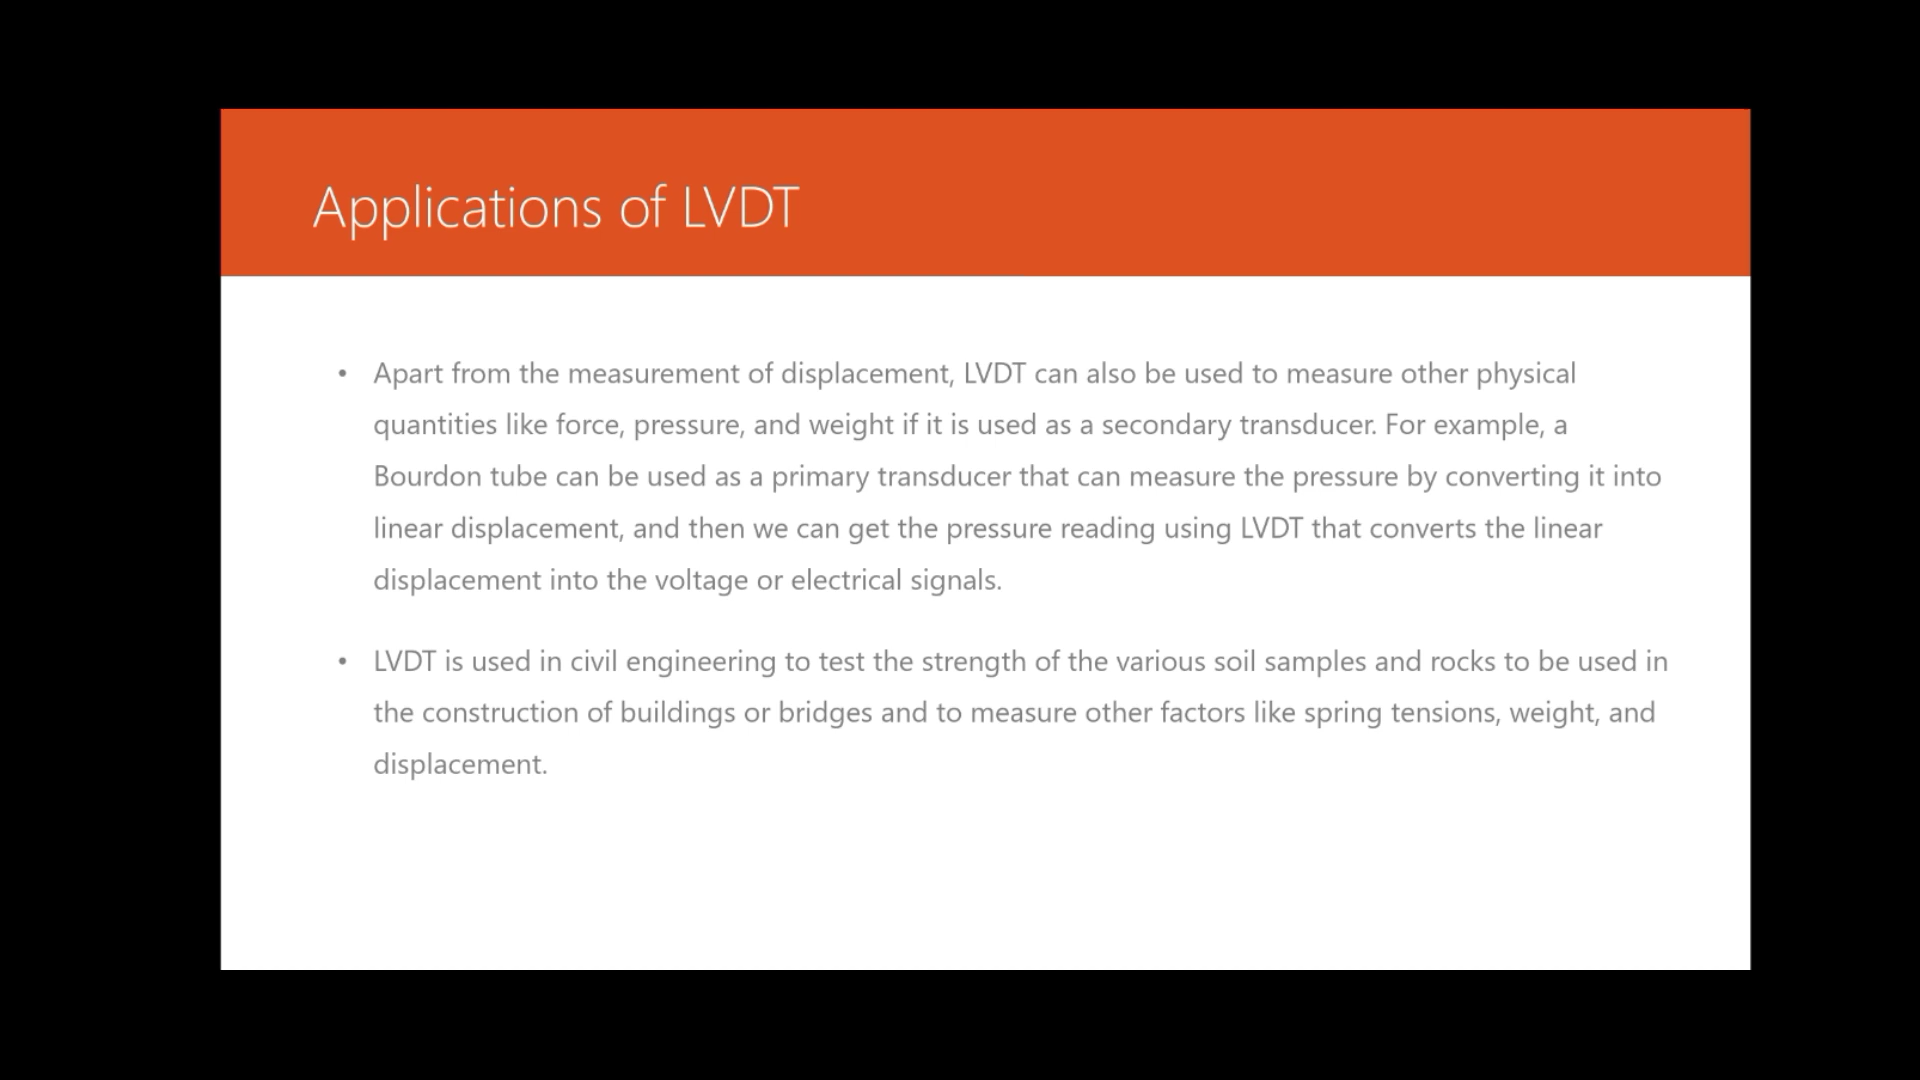 Applications of LVDT
• Apart from the measurement of displacement, LVDT can also be used to measure other physical
quantities like force, pressure, and weight if it is used as a secondary transducer. For example, a
Bourdon tube can be used as a primary transducer that can measure the pressure by converting it into
linear displacement, and then we can get the pressure reading using LVDT that converts the linear
displacement into the voltage or electrical signals.
• LVDT is used in civil engineering to test the strength of the various soil samples and rocks to be used in
the construction of buildings or bridges and to measure other factors like spring tensions, weight, and
displacement.